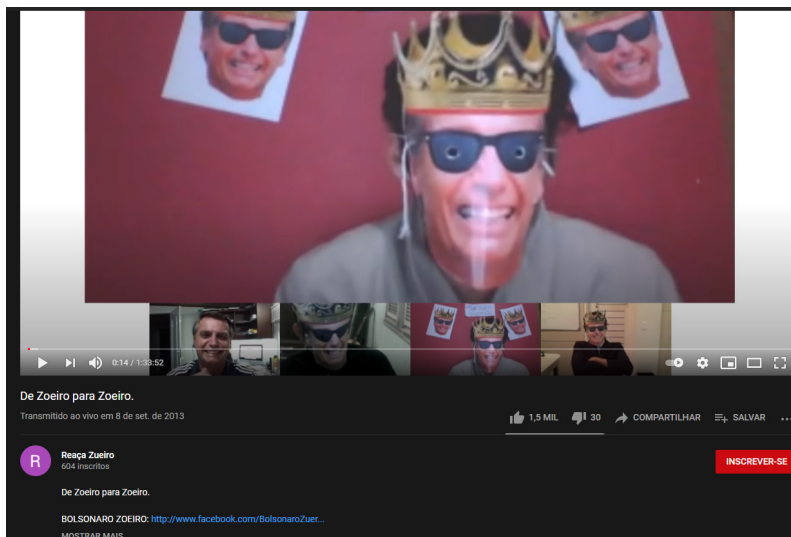 0:14 / 1:33:52
De Zoeiro para Zoeiro.
Transmitido ao vivo em 8 de set. de 2013
1,5 MIL
30
COMPARTILHAR
SALVAR
R
Reaça Zueiro
604 inscritos
INSCREVER-SE
De Zoeiro para Zoeiro.
BOLSONARO ZOEIRO: http://www.facebook.com/BolsonaroZuer...
MOSTRAR MAIS